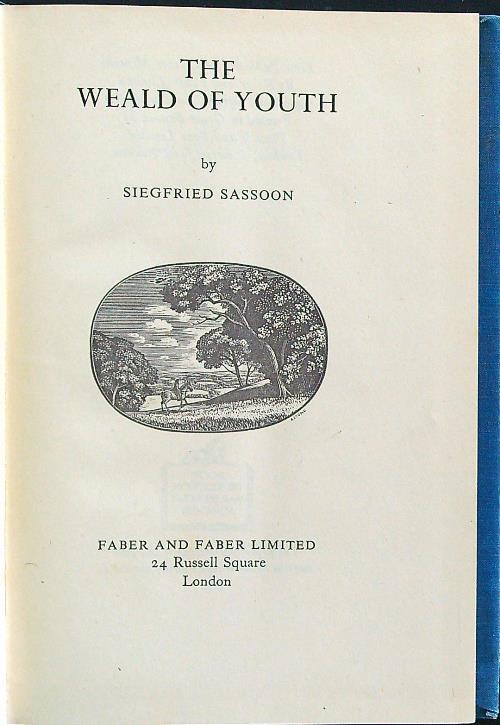 THE
WEALD OF YOUTH
by
SIEGFRIED SASSOON
FABER AND FABER LIMITED
24 Russell Square
London